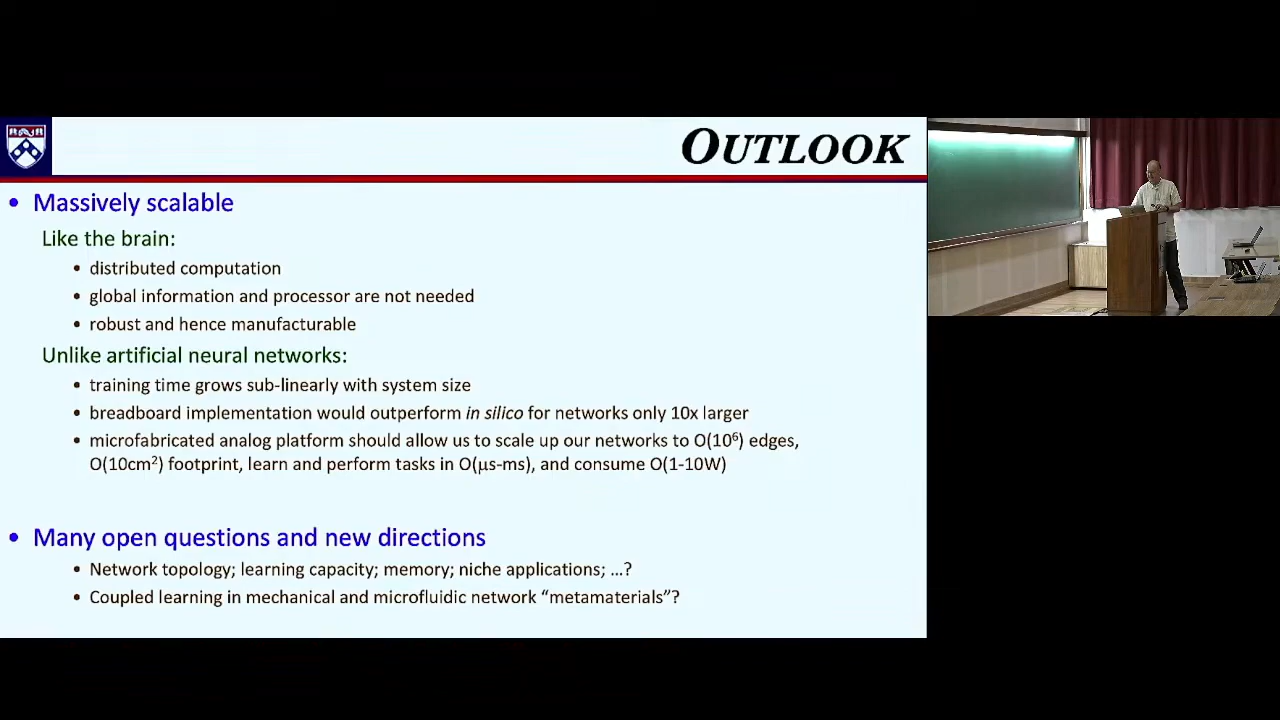 OUTLOOK
• Massively scalable
Like the brain:
• distributed computation
• global information and processor are not needed
• robust and hence manufacturable
Unlike artificial neural networks:
• training time grows sub-linearly with system size
• breadboard implementation would outperform in silico for networks only 10x larger
• microfabricated analog platform should allow us to scale up our networks to O(10⁶) edges,
O(10cm²) footprint, learn and perform tasks in O(μs-ms), and consume O(1-10W)
• Many open questions and new directions
• Network topology; learning capacity; memory; niche applications; ...?
• Coupled learning in mechanical and microfluidic network “metamaterials”?